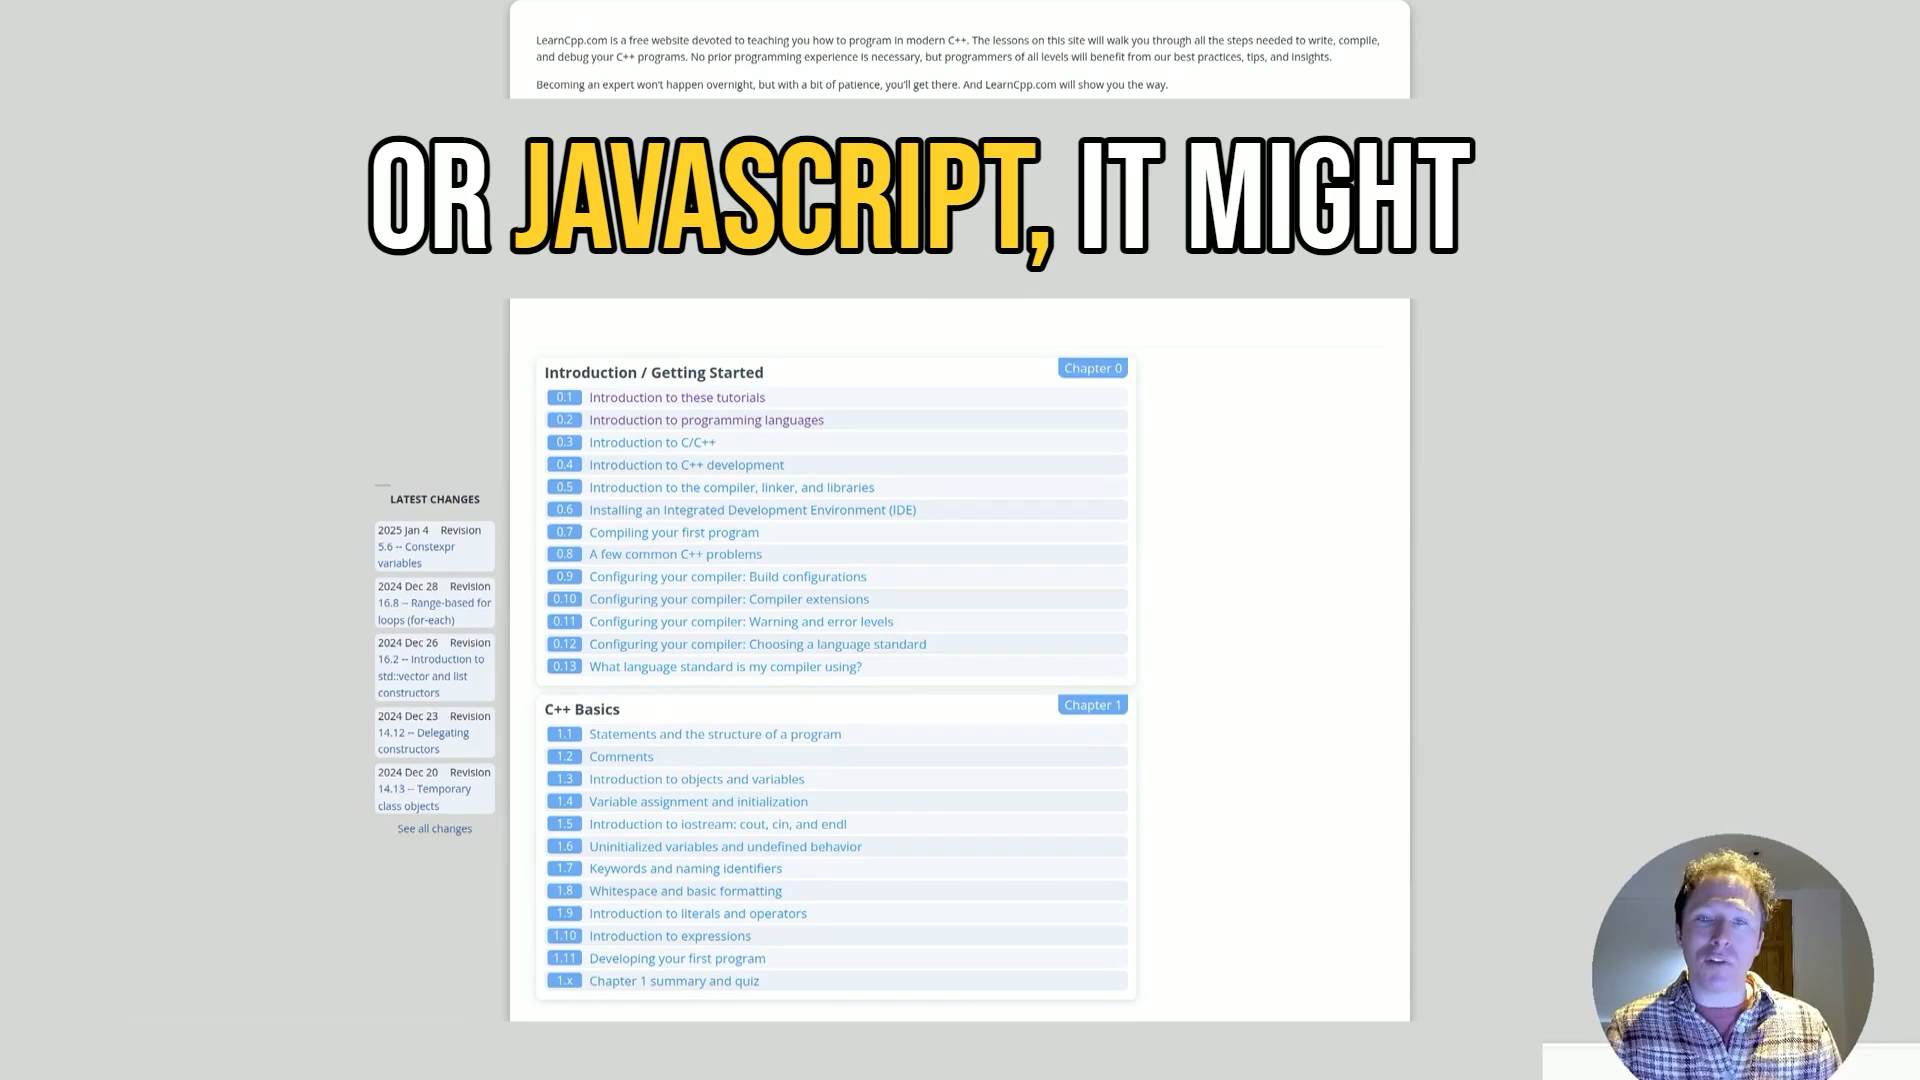 LearnCpp.com is a free website devoted to teaching you how to program in modern C++. The lessons on this site will walk you through all the steps needed to write, compile,
and debug your C++ programs. No prior programming experience is necessary, but programmers of all levels will benefit from our best practices, tips, and insights.
Becoming an expert won't happen overnight, but with a bit of patience, you'll get there. And LearnCpp.com will show you the way.
OR JAVASCRIPT, IT MIGHT
LATEST CHANGES
2025 Jan 4 Revision
5.6 -- Constexpr
variables
2024 Dec 28 Revision
16.8 -- Range-based for
loops (for-each)
2024 Dec 26 Revision
16.2 -- Introduction to
std::vector and list
constructors
2024 Dec 23 Revision
14.12 -- Delegating
constructors
2024 Dec 20 Revision
14.13 -- Temporary
class objects
See all changes
Introduction / Getting Started Chapter 0
0.1 Introduction to these tutorials
0.2 Introduction to programming languages
0.3 Introduction to C/C++
0.4 Introduction to C++ development
0.5 Introduction to the compiler, linker, and libraries
0.6 Installing an Integrated Development Environment (IDE)
0.7 Compiling your first program
0.8 A few common C++ problems
0.9 Configuring your compiler: Build configurations
0.10 Configuring your compiler: Compiler extensions
0.11 Configuring your compiler: Warning and error levels
0.12 Configuring your compiler: Choosing a language standard
0.13 What language standard is my compiler using?
C++ Basics Chapter 1
1.1 Statements and the structure of a program
1.2 Comments
1.3 Introduction to objects and variables
1.4 Variable assignment and initialization
1.5 Introduction to iostream: cout, cin, and endl
1.6 Uninitialized variables and undefined behavior
1.7 Keywords and naming identifiers
1.8 Whitespace and basic formatting
1.9 Introduction to literals and operators
1.10 Introduction to expressions
1.11 Developing your first program
1.x Chapter 1 summary and quiz